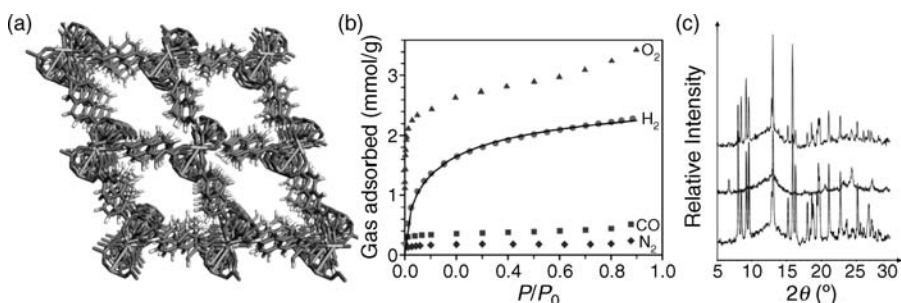 (a)
(b)
Gas adsorbed (mmol/g)
3
2
1
0
O₂
H₂
CO
N₂
0.0 0.0 0.4 0.6 0.8 1.0
P/P₀
(c)
Relative Intensity
5 10 15 20 25 30
2θ (º)